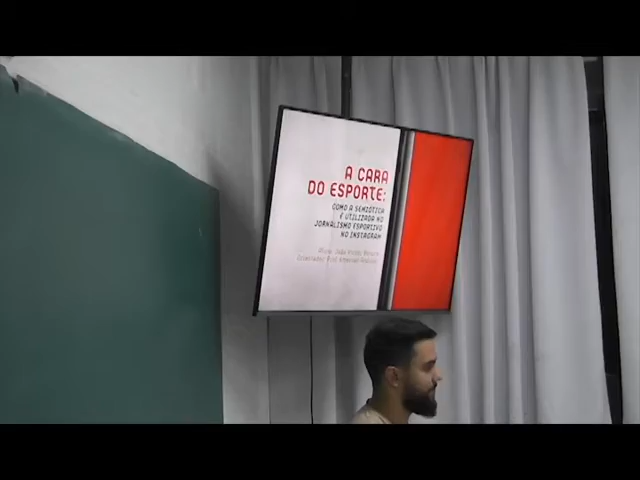 A CARA
DO ESPORTE:
COMO A SEMIÓTICA
É UTILIZADA NO
JORNALISMO ESPORTIVO
NO INSTAGRAM